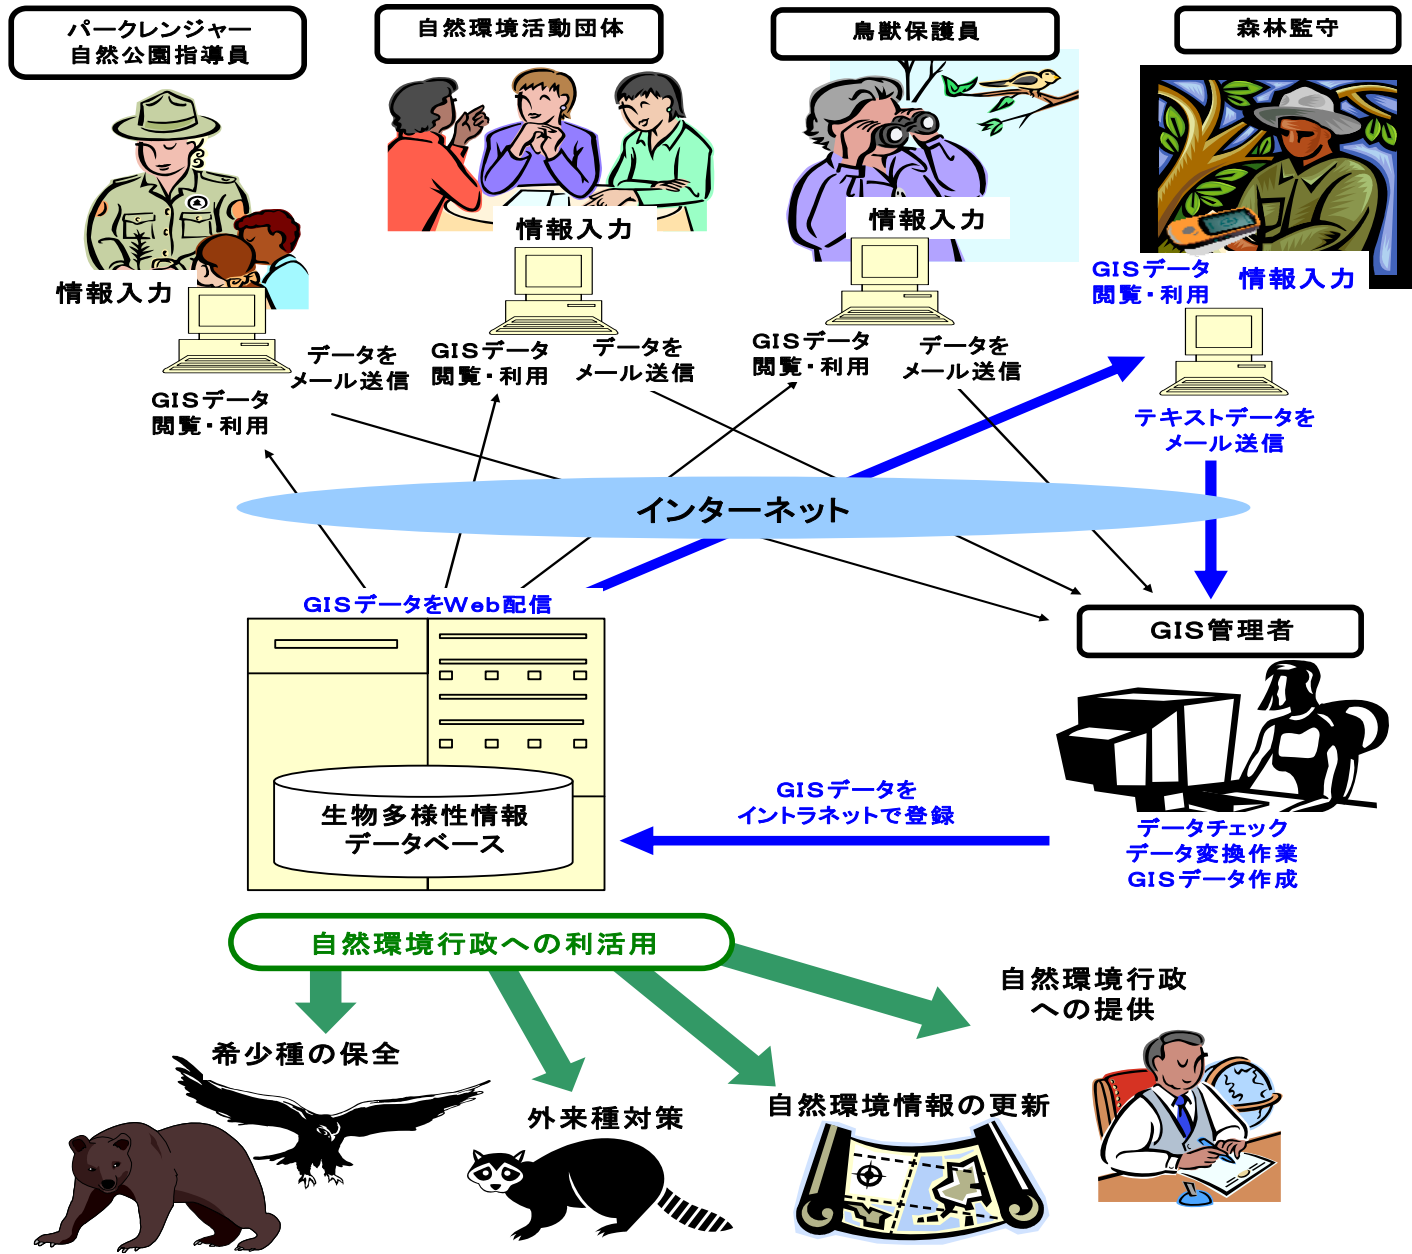 パークレンジャー
自然公園指導員
自然環境活動団体
鳥獣保護員
森林監守
情報入力
情報入力
情報入力
情報入力
GISデータ
閲覧・利用
データを
メール送信
GISデータ
閲覧・利用
データを
メール送信
GISデータ
閲覧・利用
データを
メール送信
GISデータ
閲覧・利用
テキストデータを
メール送信
インターネット
GISデータをWeb配信
GIS管理者
生物多様性情報
データベース
GISデータを
イントラネットで登録
データチェック
データ変換作業
GISデータ作成
自然環境行政への利活用
希少種の保全
外来種対策
自然環境情報の更新
自然環境行政
への提供